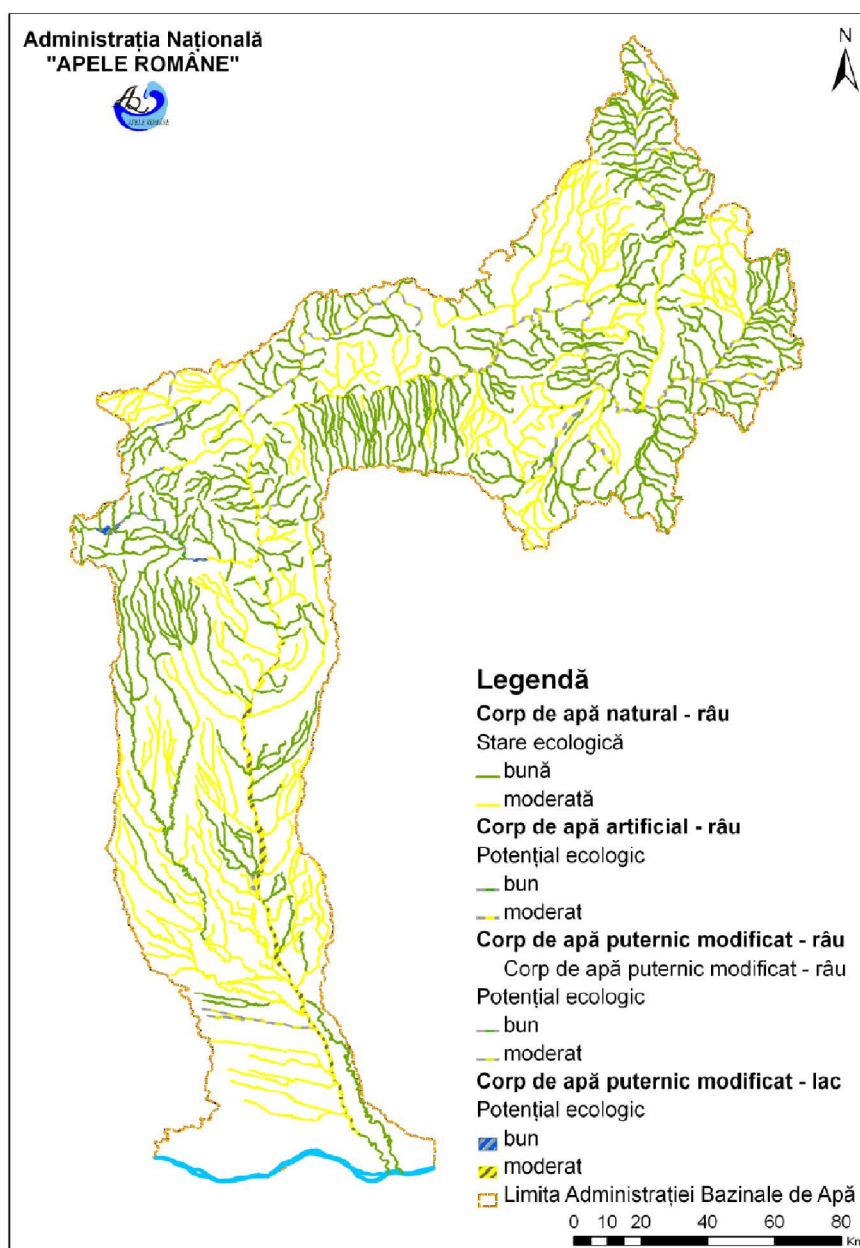 Administrația Națională
"APELE ROMÂNE"
APELE ROMÂNE
N
Legendă
Corp de apă natural - râu
Stare ecologică
bună
moderată
Corp de apă artificial - râu
Potențial ecologic
bun
moderat
Corp de apă puternic modificat - râu
Corp de apă puternic modificat - râu
Potențial ecologic
bun
moderat
Corp de apă puternic modificat - lac
Potențial ecologic
bun
moderat
Limita Administrației Bazinale de Apă
0 10 20 40 60 80
Km